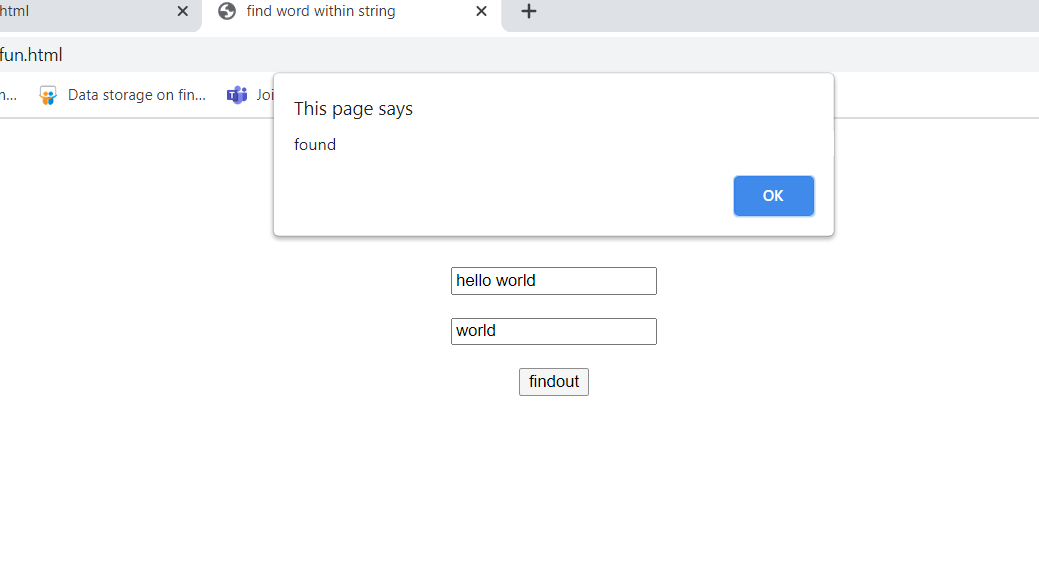 html
find word within string
fun.html
n...
Data storage on fin...
Joi
This page says
found
OK
hello world
world
findout